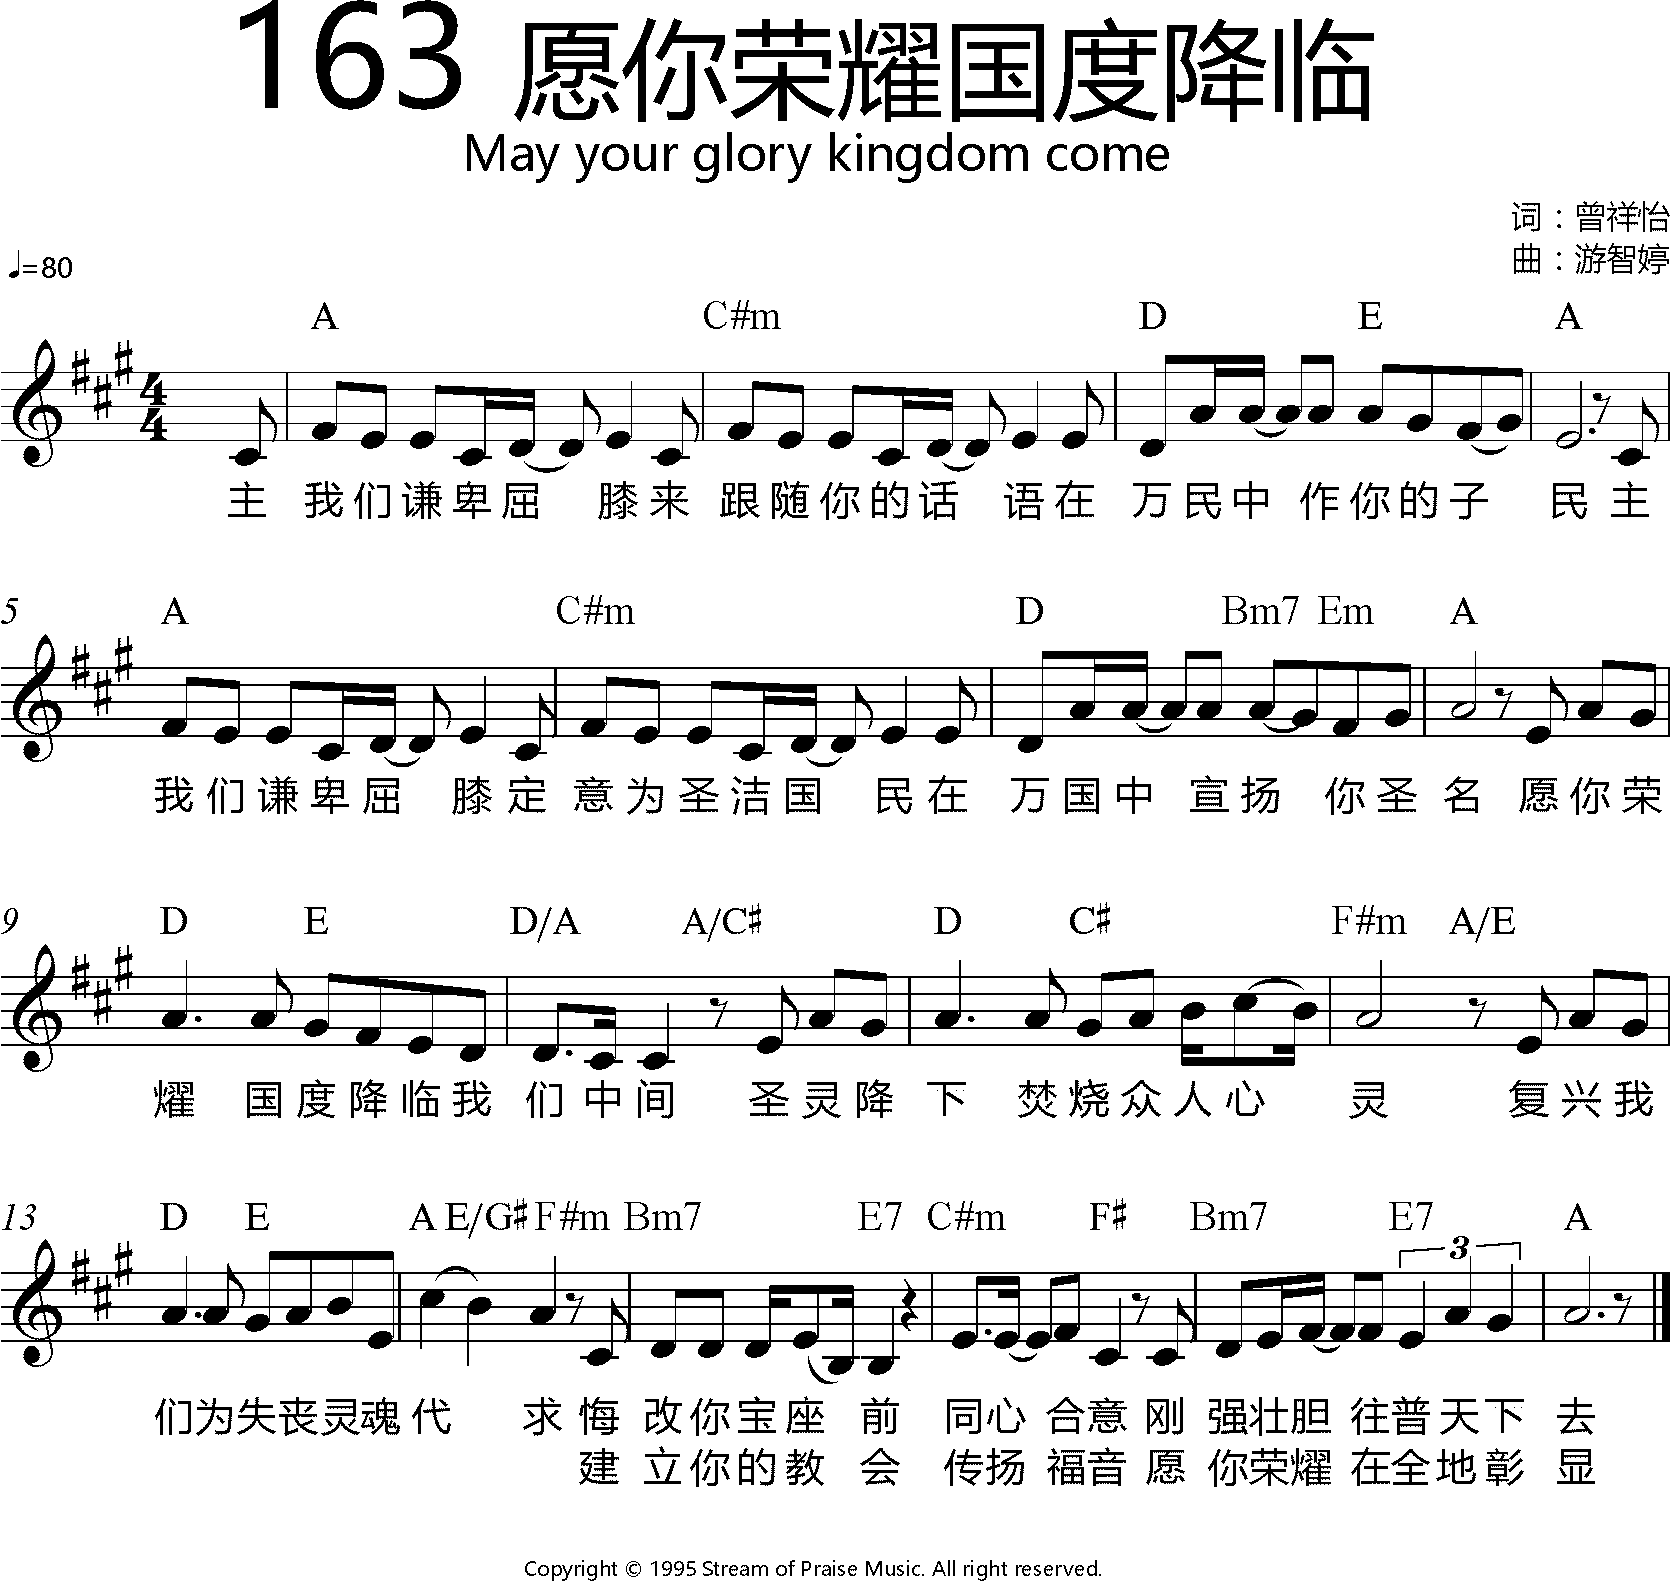 163 愿你荣耀国度降临
May your glory kingdom come
词：曾祥怡
♩=80
曲：游智婷
A C#m D E A
主 我们谦卑屈 膝来 跟随你的话 语在 万民中 作你的子 民主
5 A C#m D Bm7 Em A
我们谦卑屈 膝定 意为圣洁国 民在 万国中 宣扬 你圣名 愿你荣
9 D E D/A A/C♯ D C♯ F#m A/E
耀 国度降临我 们中间 圣灵降 下 焚烧众人心 灵 复兴我
13 D E A E/G♯ F#m Bm7 E7 C#m F♯ Bm7 E7 A
3
们为失丧灵魂代 求 悔 改你宝座 前 同心 合意 刚 强壮胆 往普天下 去
建 立你的教 会 传扬 福音 愿 你荣耀 在全地彰 显
Copyright © 1995 Stream of Praise Music. All right reserved.